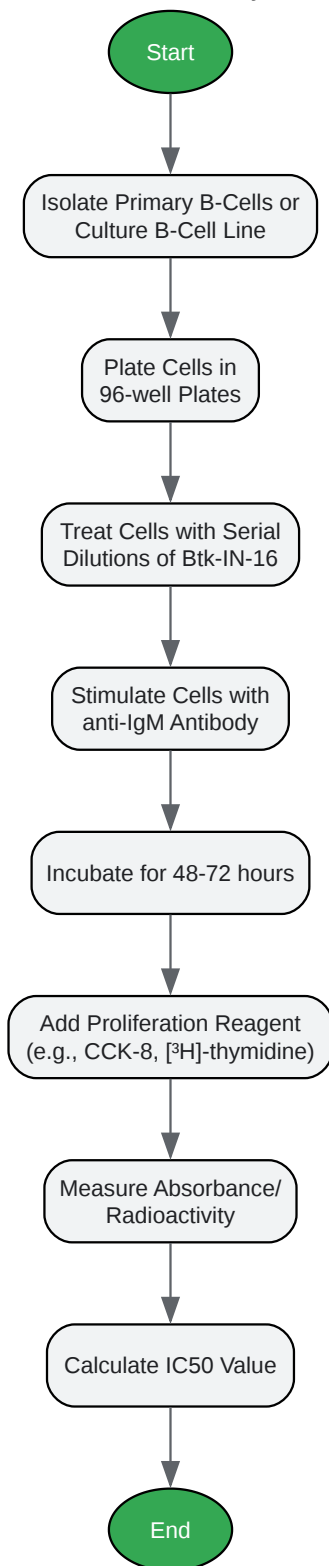 Start
Isolate Primary B-Cells or
Culture B-Cell Line
Plate Cells in
96-well Plates
Treat Cells with Serial
Dilutions of Btk-IN-16
Stimulate Cells with
anti-IgM Antibody
Incubate for 48-72 hours
Add Proliferation Reagent
(e.g., CCK-8, [³H]-thymidine)
Measure Absorbance/
Radioactivity
Calculate IC50 Value
End